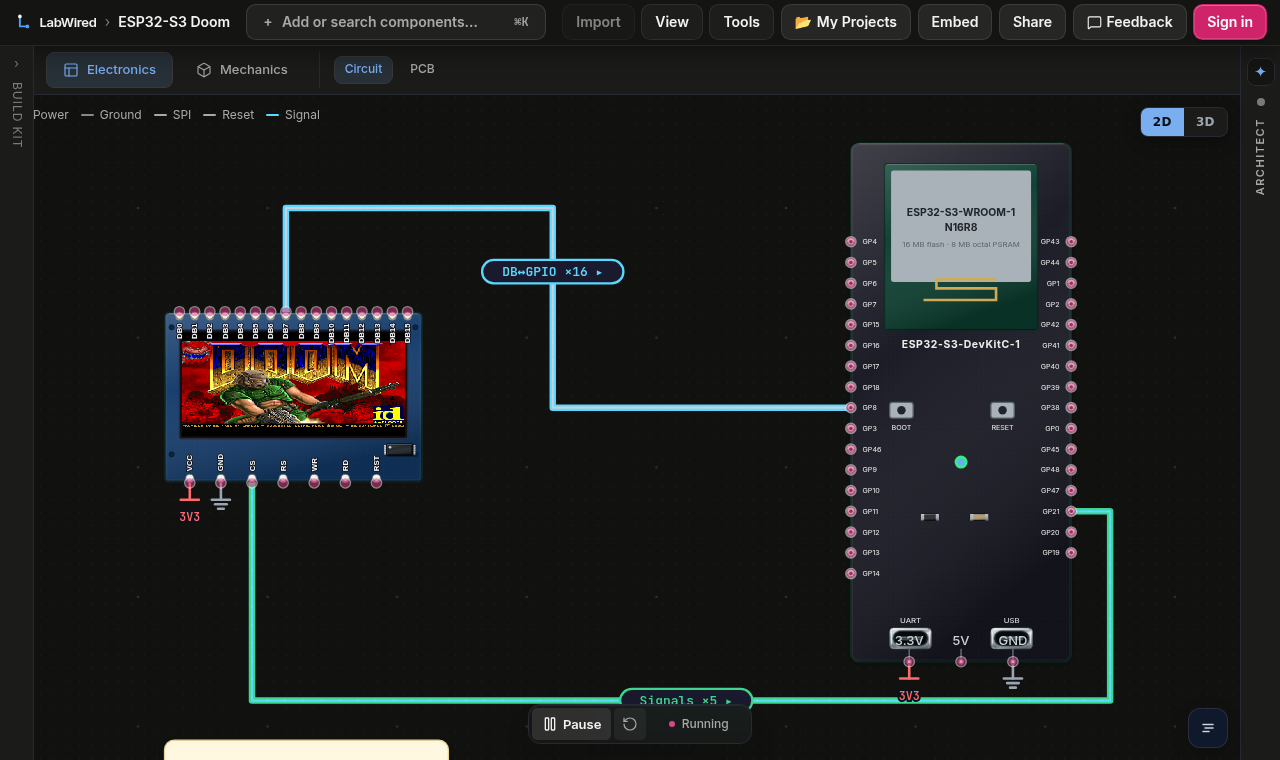 LabWired › ESP32-S3 Doom
+ Add or search components... ⌘K
Import
View
Tools
My Projects
Embed
Share
Feedback
Sign in
BUILD KIT
Electronics
Mechanics
Circuit
PCB
Power
Ground
SPI
Reset
Signal
2D
3D
ARCHITECT
DB↔GPIO ×16 ▸
DB0
DB1
DB2
DB3
DB4
DB5
DB6
DB7
DB8
DB9
DB10
DB11
DB12
DB13
DB14
DB15
DOOM
id
VCC
GND
CS
RS
WR
RD
RST
3V3
ESP32-S3-WROOM-1
N16R8
16 MB flash · 8 MB octal PSRAM
ESP32-S3-DevKitC-1
GP4
GP5
GP6
GP7
GP15
GP16
GP17
GP18
GP8
GP3
GP46
GP9
GP10
GP11
GP12
GP13
GP14
GP43
GP44
GP1
GP2
GP42
GP41
GP40
GP39
GP38
GP0
GP45
GP48
GP47
GP21
GP20
GP19
BOOT
RESET
UART
USB
3.3V
5V
GND
3V3
Signals ×5 ▸
Pause
Running